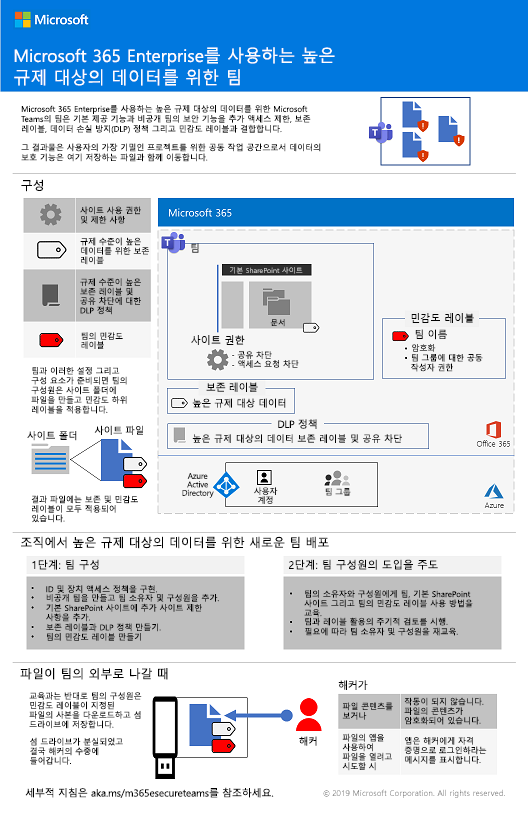 Microsoft
Microsoft 365 Enterprise를 사용하는 높은
규제 대상의 데이터를 위한 팀
Microsoft 365 Enterprise를 사용하는 높은 규제 대상의 데이터를 위한 Microsoft
Teams의 팀은 기본 제공 기능과 비공개 팀의 보안 기능을 추가 액세스 제한, 보존
레이블, 데이터 손실 방지(DLP) 정책 그리고 민감도 레이블과 결합합니다.
그 결과물은 사용자의 가장 기밀인 프로젝트를 위한 공동 작업 공간으로서 데이터의
보호 기능은 여기 저장하는 파일과 함께 이동합니다.
구성
사이트 사용 권한
및 제한 사항
규제 수준이 높은
데이터를 위한 보존
레이블
규제 수준이 높은
보존 레이블 및
공유 차단에 대한
DLP 정책
팀의 민감도
레이블
팀과 이러한 설정 그리고
구성 요소가 준비되면 팀의
구성원은 사이트 폴더에
파일을 만들고 민감도 하위
레이블을 적용합니다.
사이트 폴더
사이트 파일
결과 파일에는 보존 및 민감도
레이블이 모두 적용되어
있습니다.
Microsoft 365
팀
기본 SharePoint 사이트
문서
사이트 권한
- 공유 차단
- 액세스 요청 차단
민감도 레이블
팀 이름
• 암호화
• 팀 그룹에 대한 공동
작성자 권한
보존 레이블
높은 규제 대상 데이터
DLP 정책
높은 규제 대상의 데이터 보존 레이블 및 공유 차단
Office 365
Azure
Active
Directory
사용자
계정
팀 그룹
Azure
조직에서 높은 규제 대상의 데이터를 위한 새로운 팀 배포
1단계: 팀 구성
• ID 및 장치 액세스 정책을 구현.
• 비공개 팀을 만들고 팀 소유자 및 구성원을 추가.
• 기본 SharePoint 사이트에 추가 사이트 제한
사항을 추가.
• 보존 레이블과 DLP 정책 만들기.
• 팀의 민감도 레이블 만들기
2단계: 팀 구성원의 도입을 주도
• 팀의 소유자와 구성원에게 팀, 기본 SharePoint
사이트 그리고 팀의 민감도 레이블 사용 방법을
교육.
• 팀과 레이블 활용의 주기적 검토를 시행.
• 필요에 따라 팀 소유자 및 구성원을 재교육.
파일이 팀의 외부로 나갈 때
교육과는 반대로 팀의 구성원은
민감도 레이블이 지정된
파일의 사본을 다운로드하고 섬
드라이브에 저장합니다.
섬 드라이브가 분실되었고
결국 해커의 수중에
들어갑니다.
해커
해커가
파일 콘텐츠를
보거나
작동이 되지 않습니다.
파일의 콘텐츠가
암호화되어 있습니다.
파일의 앱을
사용하여
파일을 열려고
시도할 시
앱은 해커에게 자격
증명으로 로그인하라는
메시지를 표시합니다.
세부적 지침은 aka.ms/m365esecureteams를 참조하세요.
© 2019 Microsoft Corporation. All rights reserved.